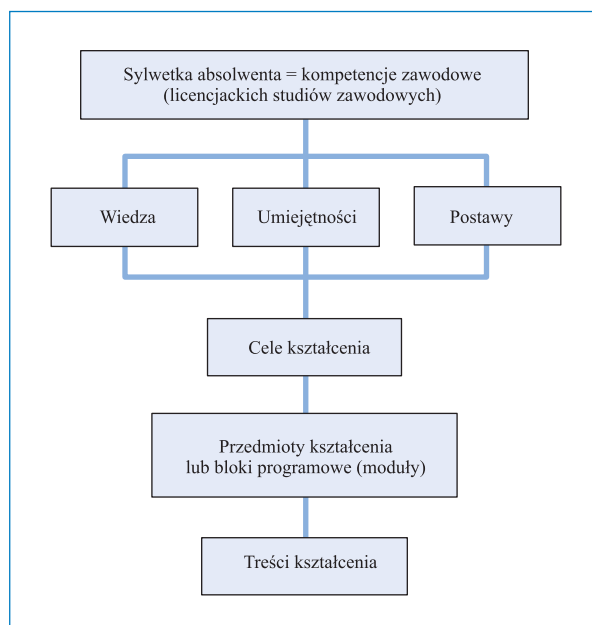 Sylwetka absolwenta = kompetencje zawodowe
(licencjackich studiów zawodowych)
Wiedza
Umiejętności
Postawy
Cele kształcenia
Przedmioty kształcenia
lub bloki programowe (moduły)
Treści kształcenia